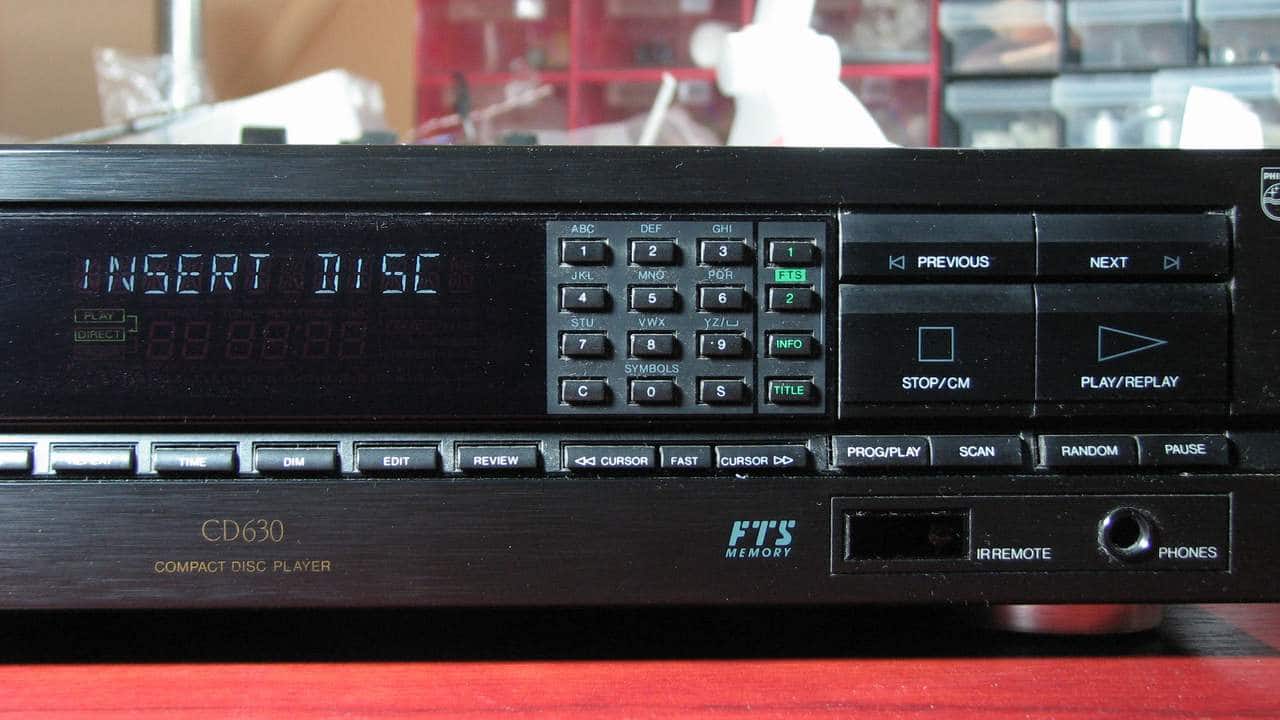 PHI
INSERT DISC
PLAY
DIRECT
ABC DEF GHI
1 2 3 1
JKL MNO PQR FTS
4 5 6 2
STU VWX YZ/⎵
7 8 9 INFO
SYMBOLS
C 0 S TITLE
PREVIOUS NEXT
STOP/CM PLAY/REPLAY
REPEAT TIME DIM EDIT REVIEW CURSOR FAST CURSOR PROG/PLAY SCAN RANDOM PAUSE
CD630
COMPACT DISC PLAYER
FTS
MEMORY
IR REMOTE
PHONES